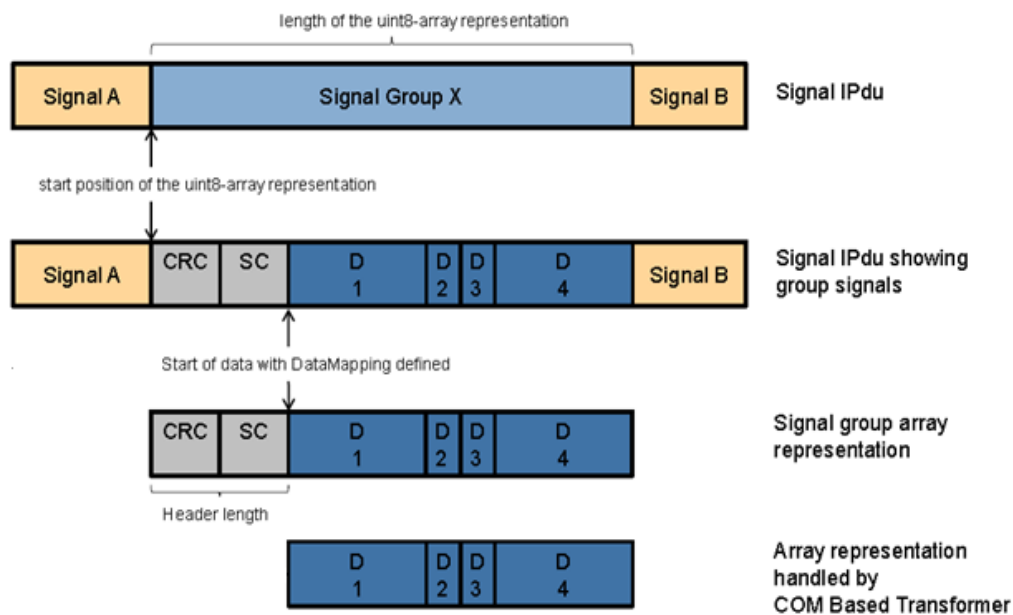 length of the uint8-array representation
Signal A
Signal Group X
Signal B
Signal IPdu
start position of the uint8-array representation
Signal A
CRC
SC
D
1
D
2
D
3
D
4
Signal B
Signal IPdu showing
group signals
Start of data with DataMapping defined
CRC
SC
D
1
D
2
D
3
D
4
Signal group array
representation
Header length
D
1
D
2
D
3
D
4
Array representation
handled by
COM Based Transformer